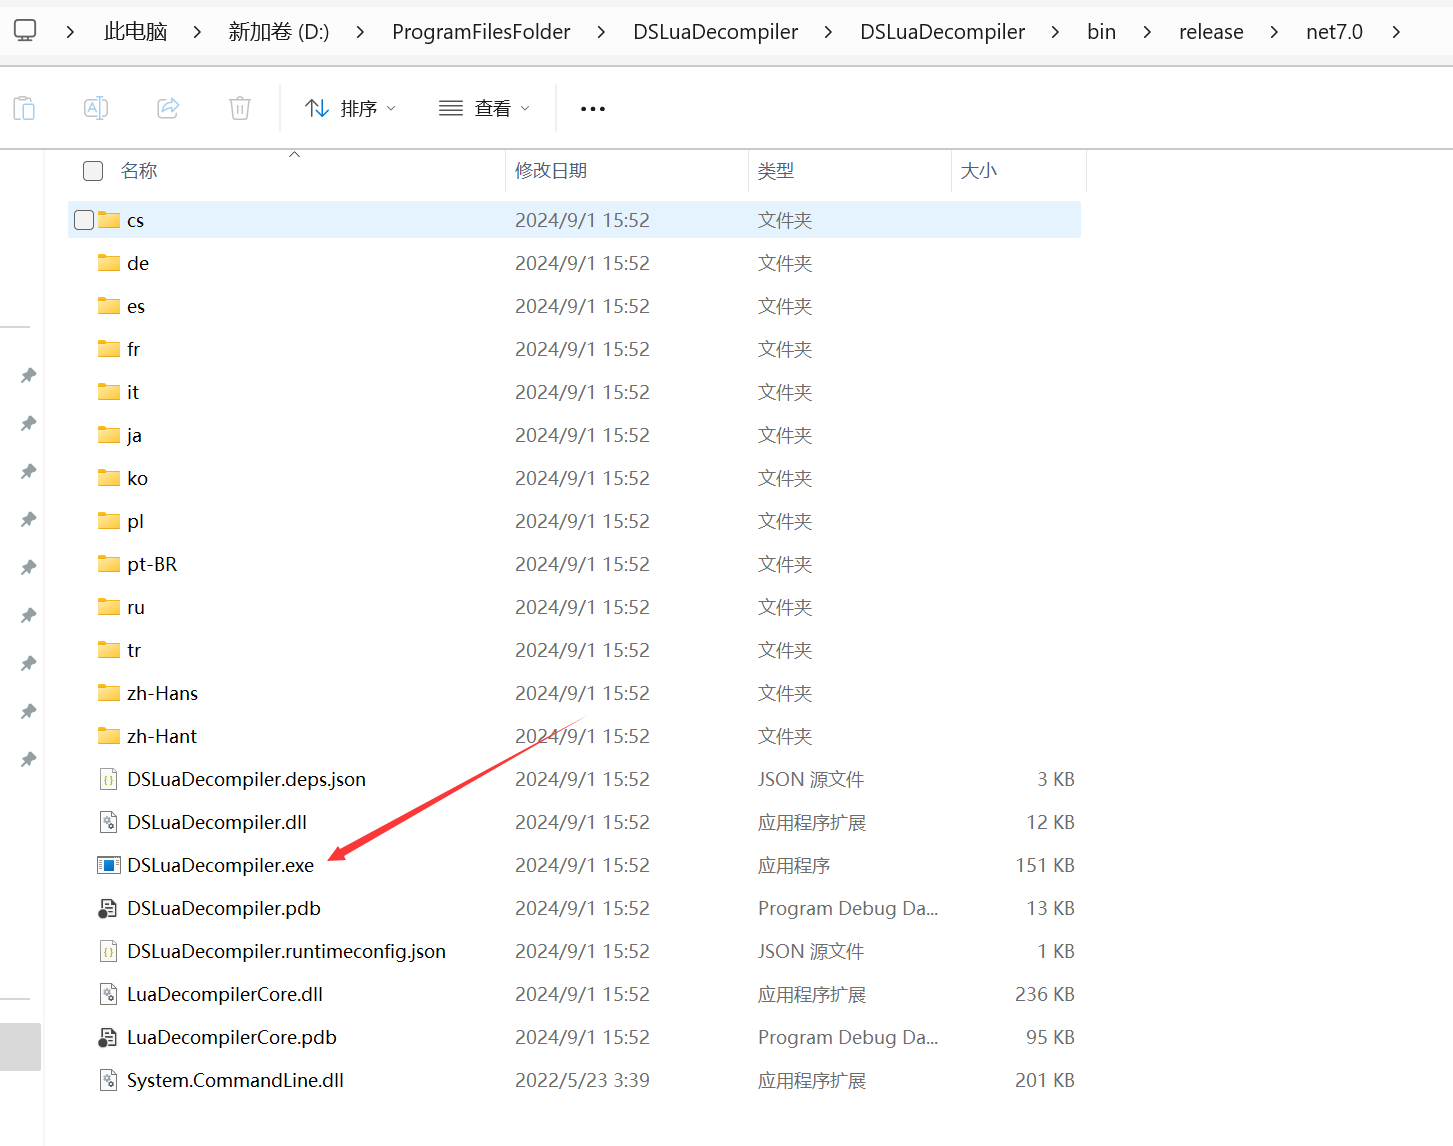 此电脑 > 新加卷 (D:) > ProgramFilesFolder > DSLuaDecompiler > DSLuaDecompiler > bin > release > net7.0 >
排序 查看 ...
名称 修改日期 类型 大小
cs 2024/9/1 15:52 文件夹
de 2024/9/1 15:52 文件夹
es 2024/9/1 15:52 文件夹
fr 2024/9/1 15:52 文件夹
it 2024/9/1 15:52 文件夹
ja 2024/9/1 15:52 文件夹
ko 2024/9/1 15:52 文件夹
pl 2024/9/1 15:52 文件夹
pt-BR 2024/9/1 15:52 文件夹
ru 2024/9/1 15:52 文件夹
tr 2024/9/1 15:52 文件夹
zh-Hans 2024/9/1 15:52 文件夹
zh-Hant 2024/9/1 15:52 文件夹
DSLuaDecompiler.deps.json 2024/9/1 15:52 JSON 源文件 3 KB
DSLuaDecompiler.dll 2024/9/1 15:52 应用程序扩展 12 KB
DSLuaDecompiler.exe 2024/9/1 15:52 应用程序 151 KB
DSLuaDecompiler.pdb 2024/9/1 15:52 Program Debug Da... 13 KB
DSLuaDecompiler.runtimeconfig.json 2024/9/1 15:52 JSON 源文件 1 KB
LuaDecompilerCore.dll 2024/9/1 15:52 应用程序扩展 236 KB
LuaDecompilerCore.pdb 2024/9/1 15:52 Program Debug Da... 95 KB
System.CommandLine.dll 2022/5/23 3:39 应用程序扩展 201 KB